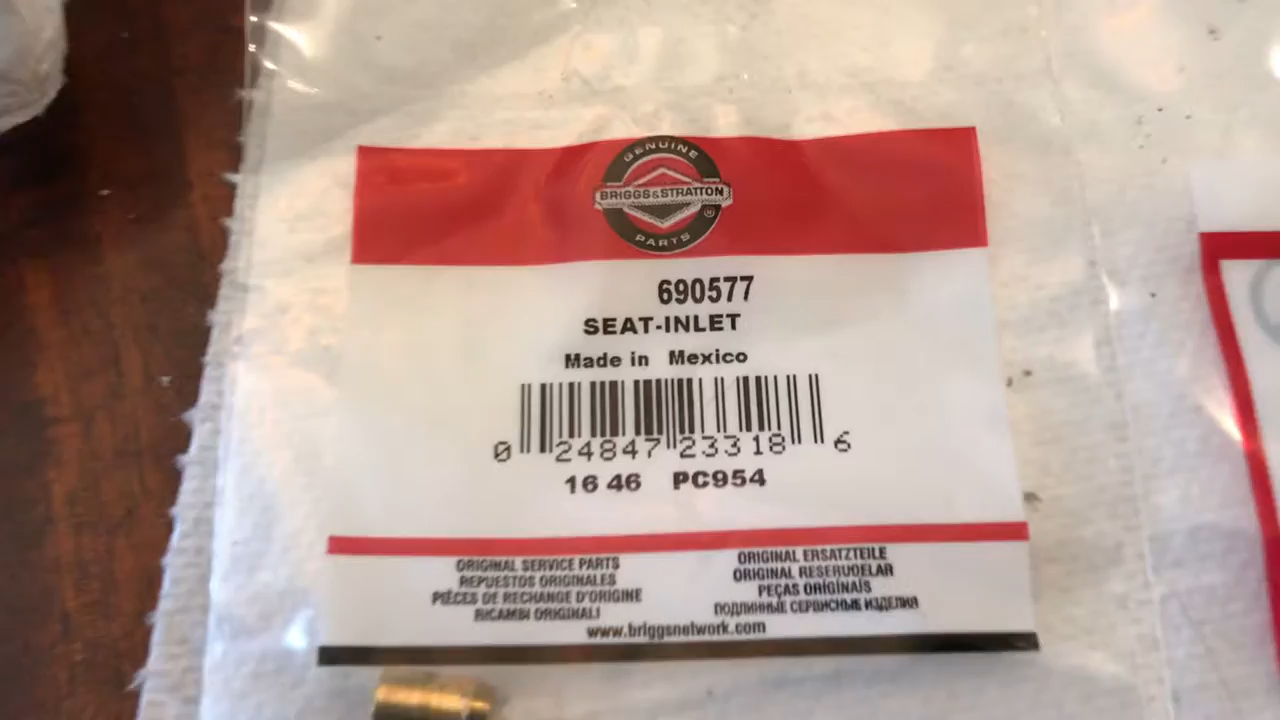 GENUINE
BRIGGS&STRATTON
®
PARTS
690577
SEAT-INLET
Made in Mexico
0 24847 23318 6
16 46 PC954
ORIGINAL SERVICE PARTS
REPUESTOS ORIGINALES
PIÈCES DE RECHANGE D'ORIGINE
RICAMBI ORIGINALI
ORIGINAL ERSATZTEILE
ORIGINAL RESERVDELAR
PEÇAS ORIGINAIS
ПОДЛИННЫЕ СЕРВИСНЫЕ ИЗДЕЛИЯ
www.briggsnetwork.com